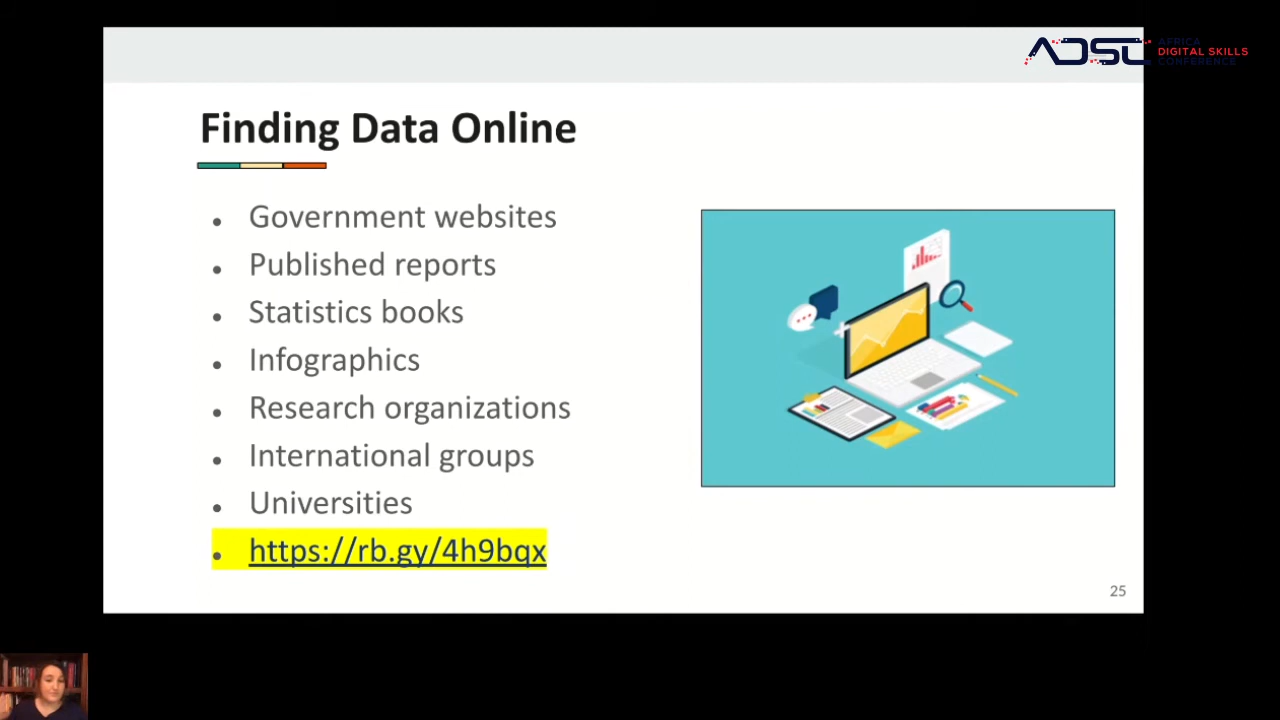 ADSC
AFRICA
DIGITAL SKILLS
CONFERENCE
Finding Data Online
Government websites
Published reports
Statistics books
Infographics
Research organizations
International groups
Universities
https://rb.gy/4h9bqx
25